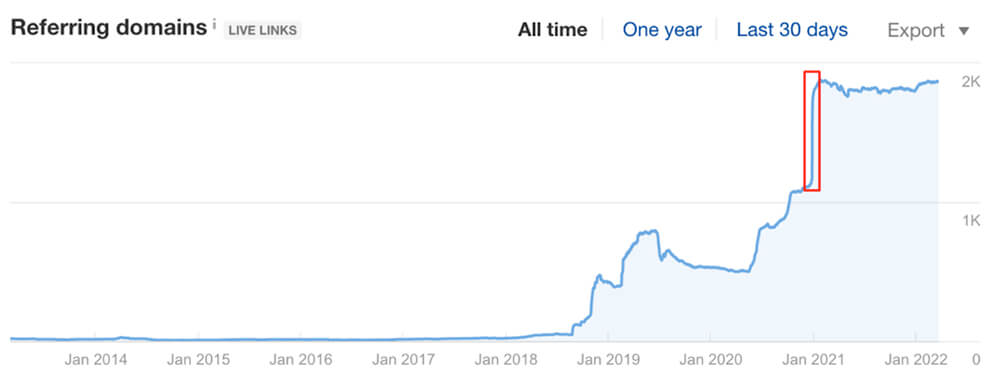 Referring domains i LIVE LINKS All time One year Last 30 days Export
2K
1K
Jan 2014 Jan 2015 Jan 2016 Jan 2017 Jan 2018 Jan 2019 Jan 2020 Jan 2021 Jan 2022 0